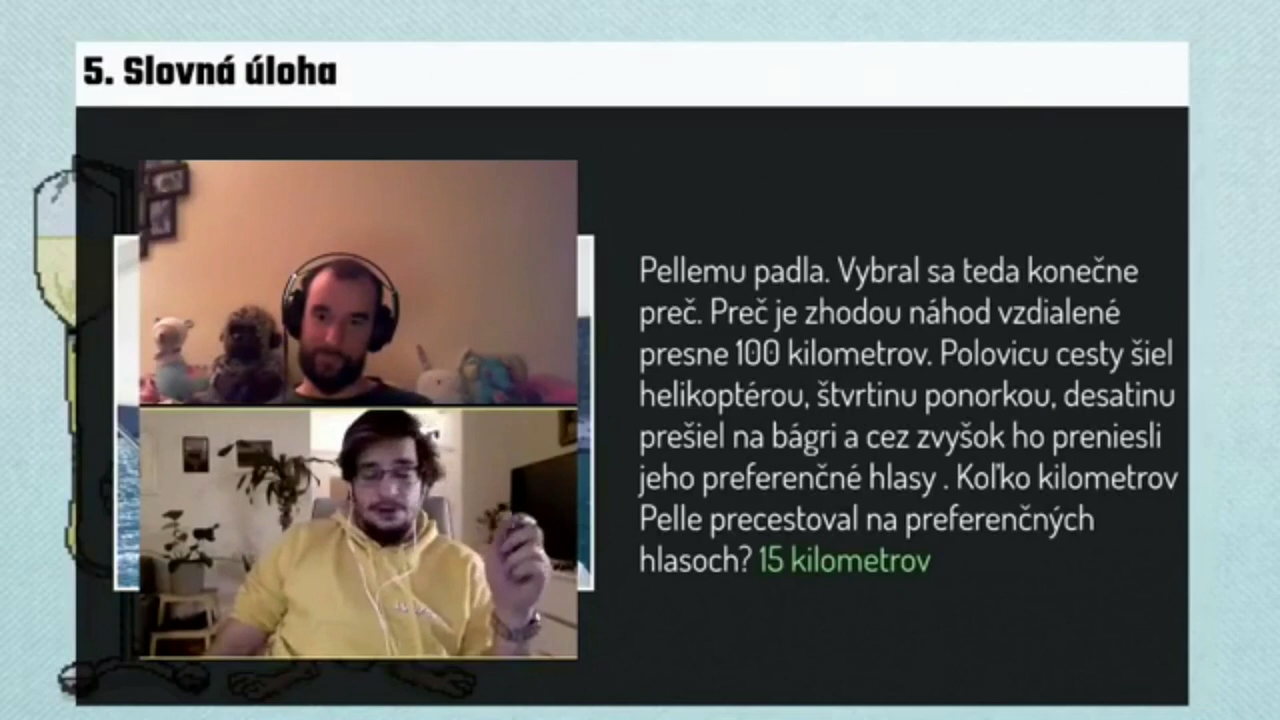 5. Slovná úloha
Pellemu padla. Vybral sa teda konečne
preč. Preč je zhodou náhod vzdialené
presne 100 kilometrov. Polovicu cesty šiel
helikoptérou, štvrtinu ponorkou, desatinu
prešiel na bágri a cez zvyšok ho preniesli
jeho preferenčné hlasy . Koľko kilometrov
Pelle precestoval na preferenčných
hlasoch? 15 kilometrov